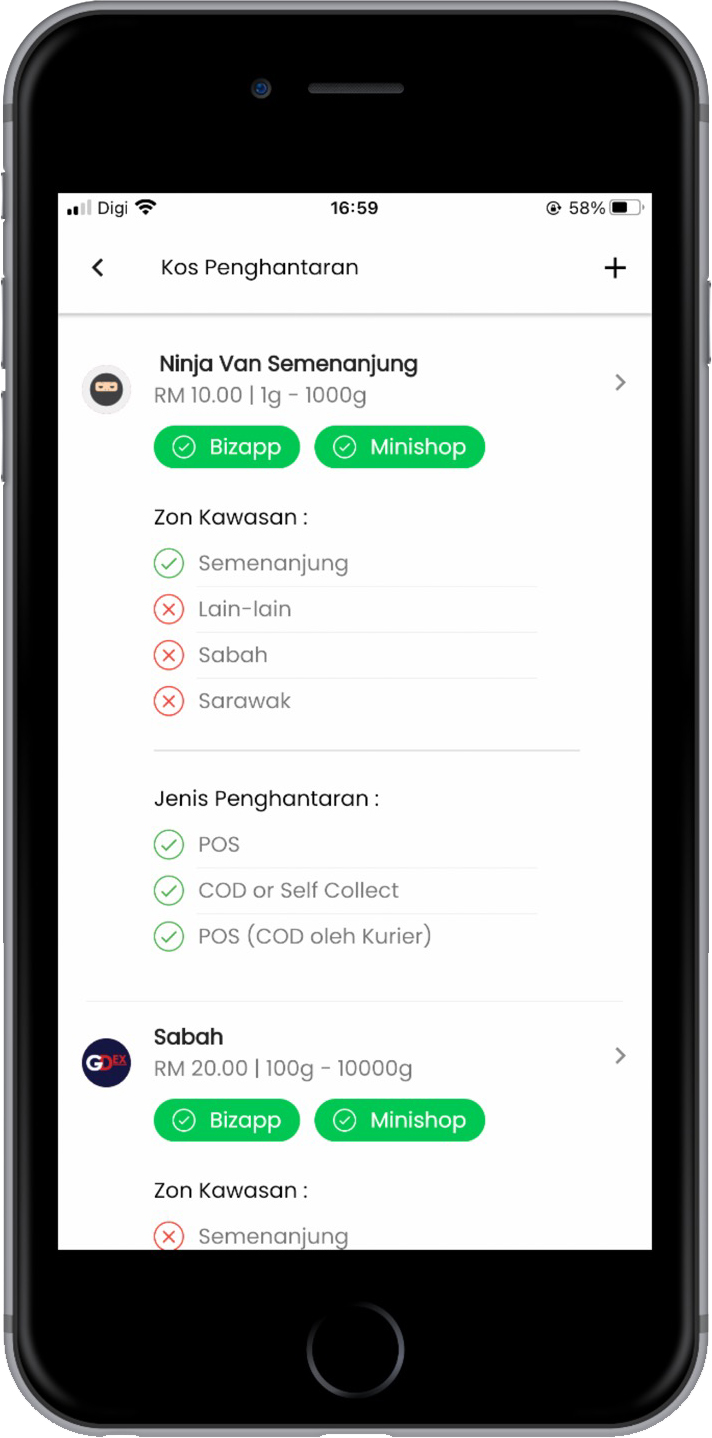 Digi 16:59 58%
Kos Penghantaran
Ninja Van Semenanjung
RM 10.00 | 1g - 1000g
Bizapp Minishop
Zon Kawasan :
Semenanjung
Lain-lain
Sabah
Sarawak
Jenis Penghantaran :
POS
COD or Self Collect
POS (COD oleh Kurier)
GDEX
Sabah
RM 20.00 | 100g - 10000g
Bizapp Minishop
Zon Kawasan :
Semenanjung